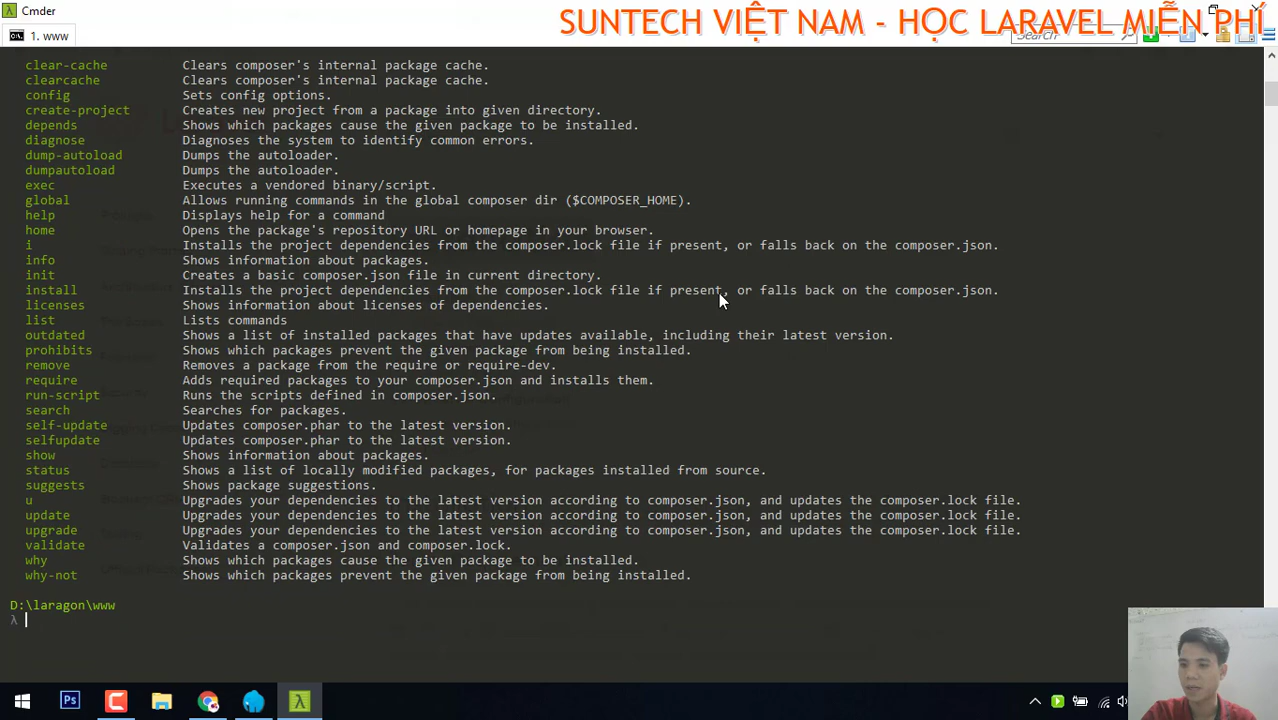 Cmder
SUNTECH VIỆT NAM - HỌC LARAVEL MIỄN PHÍ
1. www
Search
clear-cache Clears composer's internal package cache.
clearcache Clears composer's internal package cache.
config Sets config options.
create-project Creates new project from a package into given directory.
depends Shows which packages cause the given package to be installed.
diagnose Diagnoses the system to identify common errors.
dump-autoload Dumps the autoloader.
dumpautoload Dumps the autoloader.
exec Executes a vendored binary/script.
global Allows running commands in the global composer dir ($COMPOSER_HOME).
help Displays help for a command
home Opens the package's repository URL or homepage in your browser.
i Installs the project dependencies from the composer.lock file if present, or falls back on the composer.json.
info Shows information about packages.
init Creates a basic composer.json file in current directory.
install Installs the project dependencies from the composer.lock file if present, or falls back on the composer.json.
licenses Shows information about licenses of dependencies.
list Lists commands
outdated Shows a list of installed packages that have updates available, including their latest version.
prohibits Shows which packages prevent the given package from being installed.
remove Removes a package from the require or require-dev.
require Adds required packages to your composer.json and installs them.
run-script Runs the scripts defined in composer.json.
search Searches for packages.
self-update Updates composer.phar to the latest version.
selfupdate Updates composer.phar to the latest version.
show Shows information about packages.
status Shows a list of locally modified packages, for packages installed from source.
suggests Shows package suggestions.
u Upgrades your dependencies to the latest version according to composer.json, and updates the composer.lock file.
update Upgrades your dependencies to the latest version according to composer.json, and updates the composer.lock file.
upgrade Upgrades your dependencies to the latest version according to composer.json, and updates the composer.lock file.
validate Validates a composer.json and composer.lock.
why Shows which packages cause the given package to be installed.
why-not Shows which packages prevent the given package from being installed.
D:\laragon\www
λ
Ps